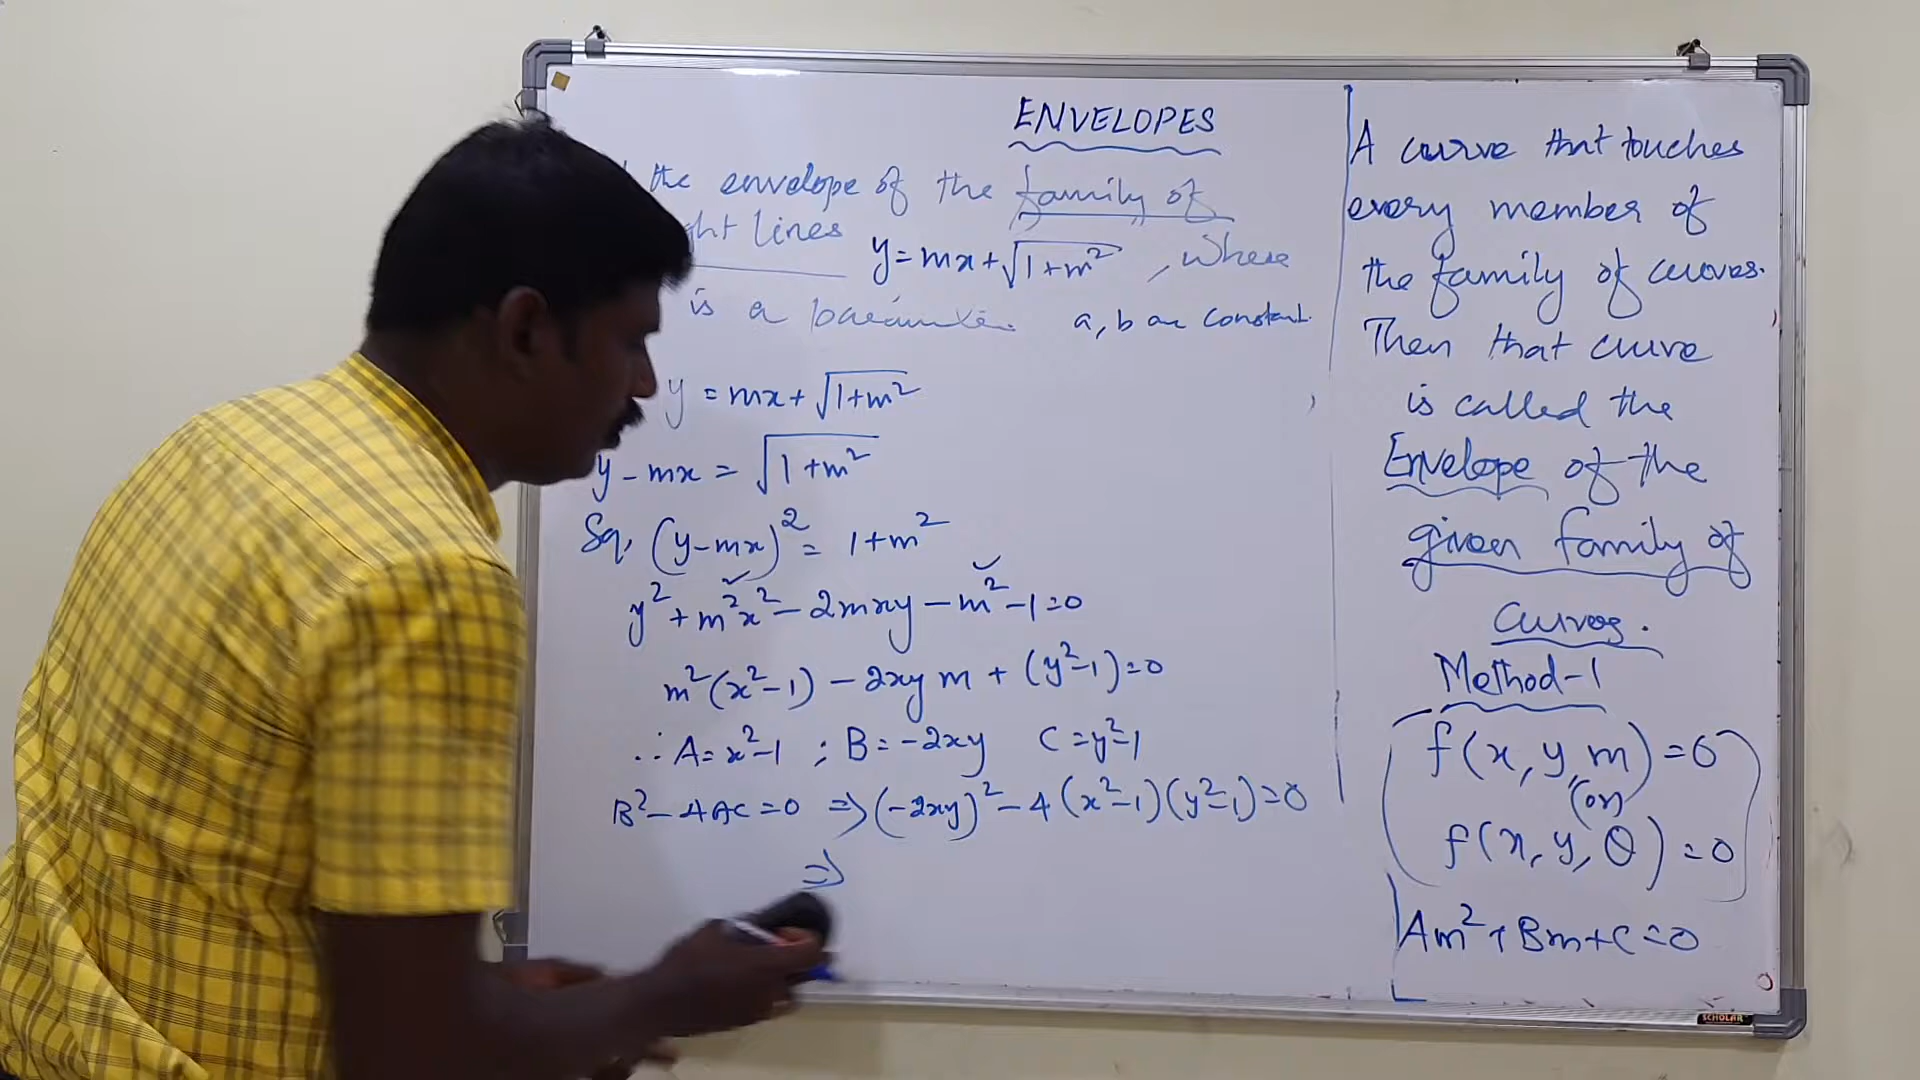 ENVELOPES
the envelope of the family of
ght lines
y = mx + √1+m² , where
is a parameter. a, b are constant.
y = mx + √1+m²
y - mx = √1+m²
Sq, (y-mx)² = 1+m²
y² + m²x² - 2mxy - m² - 1 = 0
m²(x²-1) - 2xy m + (y²-1) = 0
∴ A = x²-1 ; B = -2xy C = y²-1
B² - 4AC = 0 ⇒ (-2xy)² - 4(x²-1)(y²-1) = 0
⇒
A curve that touches
every member of
the family of curves.
Then that curve
is called the
Envelope of the
given family of
Curves.
Method-1
f(x, y, m) = 0
(or)
f(x, y, θ) = 0
Am² + Bm + C = 0
SCHOLAR